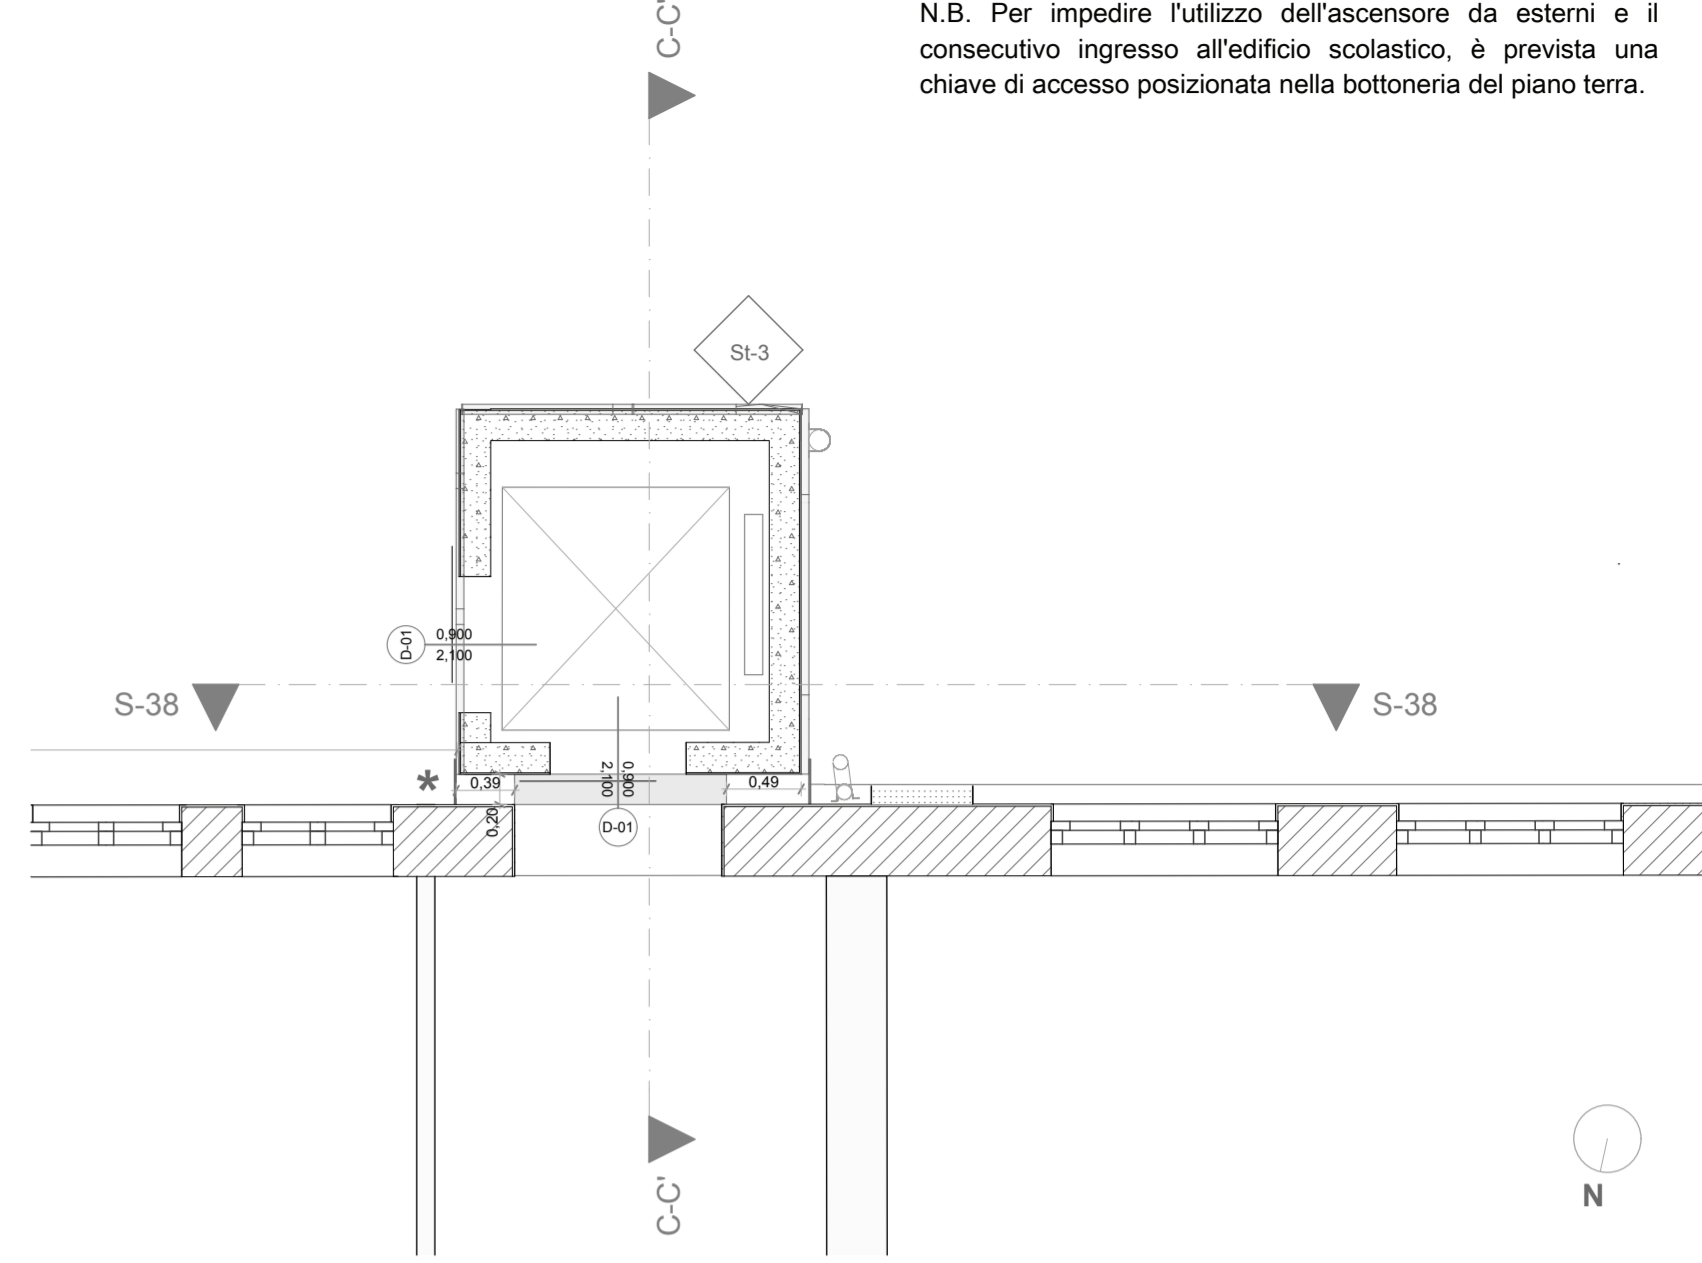 C-C'
N.B. Per impedire l'utilizzo dell'ascensore da esterni e il
consecutivo ingresso all'edificio scolastico, è prevista una
chiave di accesso posizionata nella bottoneria del piano terra.
St-3
D-01
0,900
2,100
S-38
S-38
*
0,39
0,20
2,100
0,900
0,49
D-01
C-C'
N